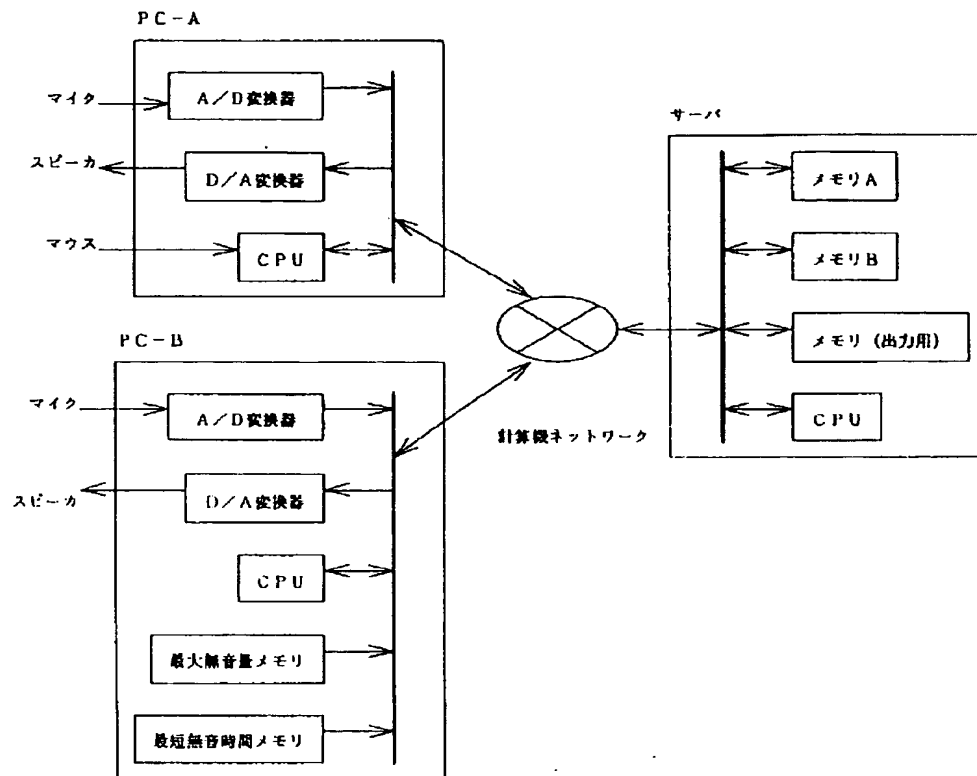 PC-A
マイク
A/D変換器
スピーカ
D/A変換器
マウス
CPU
サーバ
メモリA
メモリB
メモリ(出力用)
CPU
計算機ネットワーク
PC-B
マイク
A/D変換器
スピーカ
D/A変換器
CPU
最大無音量メモリ
最短無音時間メモリ